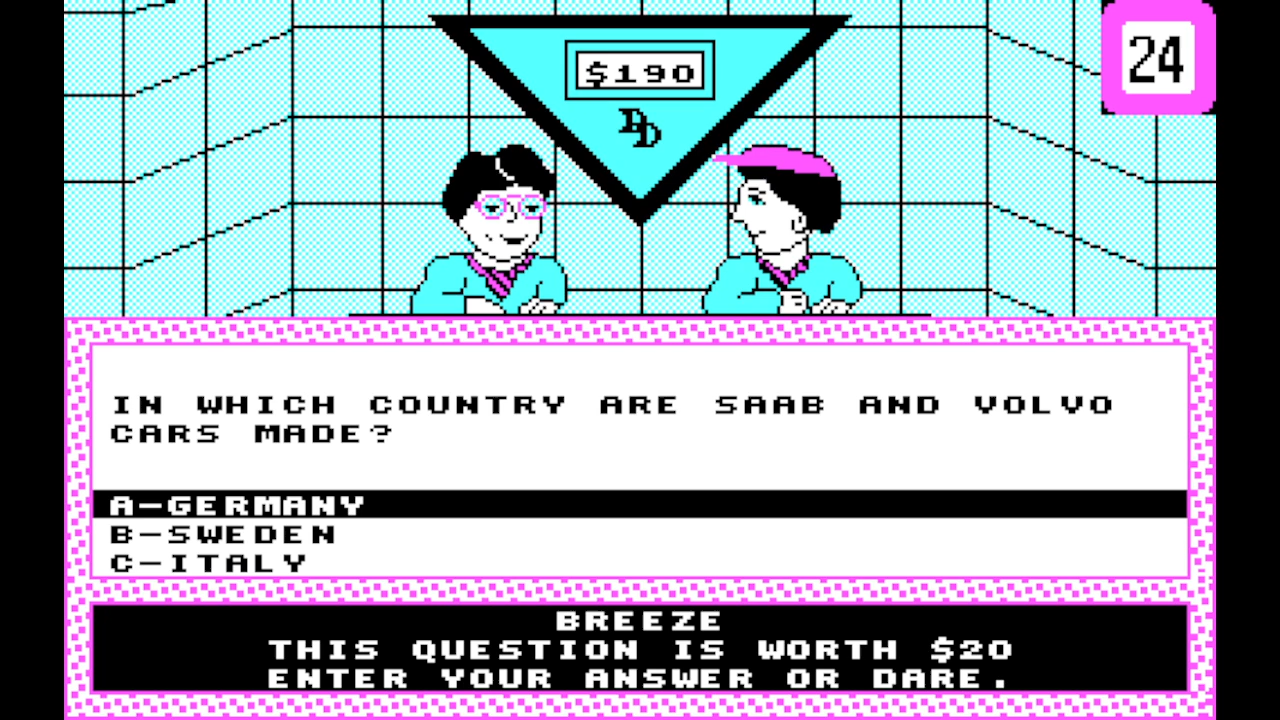 $190
24
DD
IN WHICH COUNTRY ARE SAAB AND VOLVO
CARS MADE?
A-GERMANY
B-SWEDEN
C-ITALY
BREEZE
THIS QUESTION IS WORTH $20
ENTER YOUR ANSWER OR DARE.